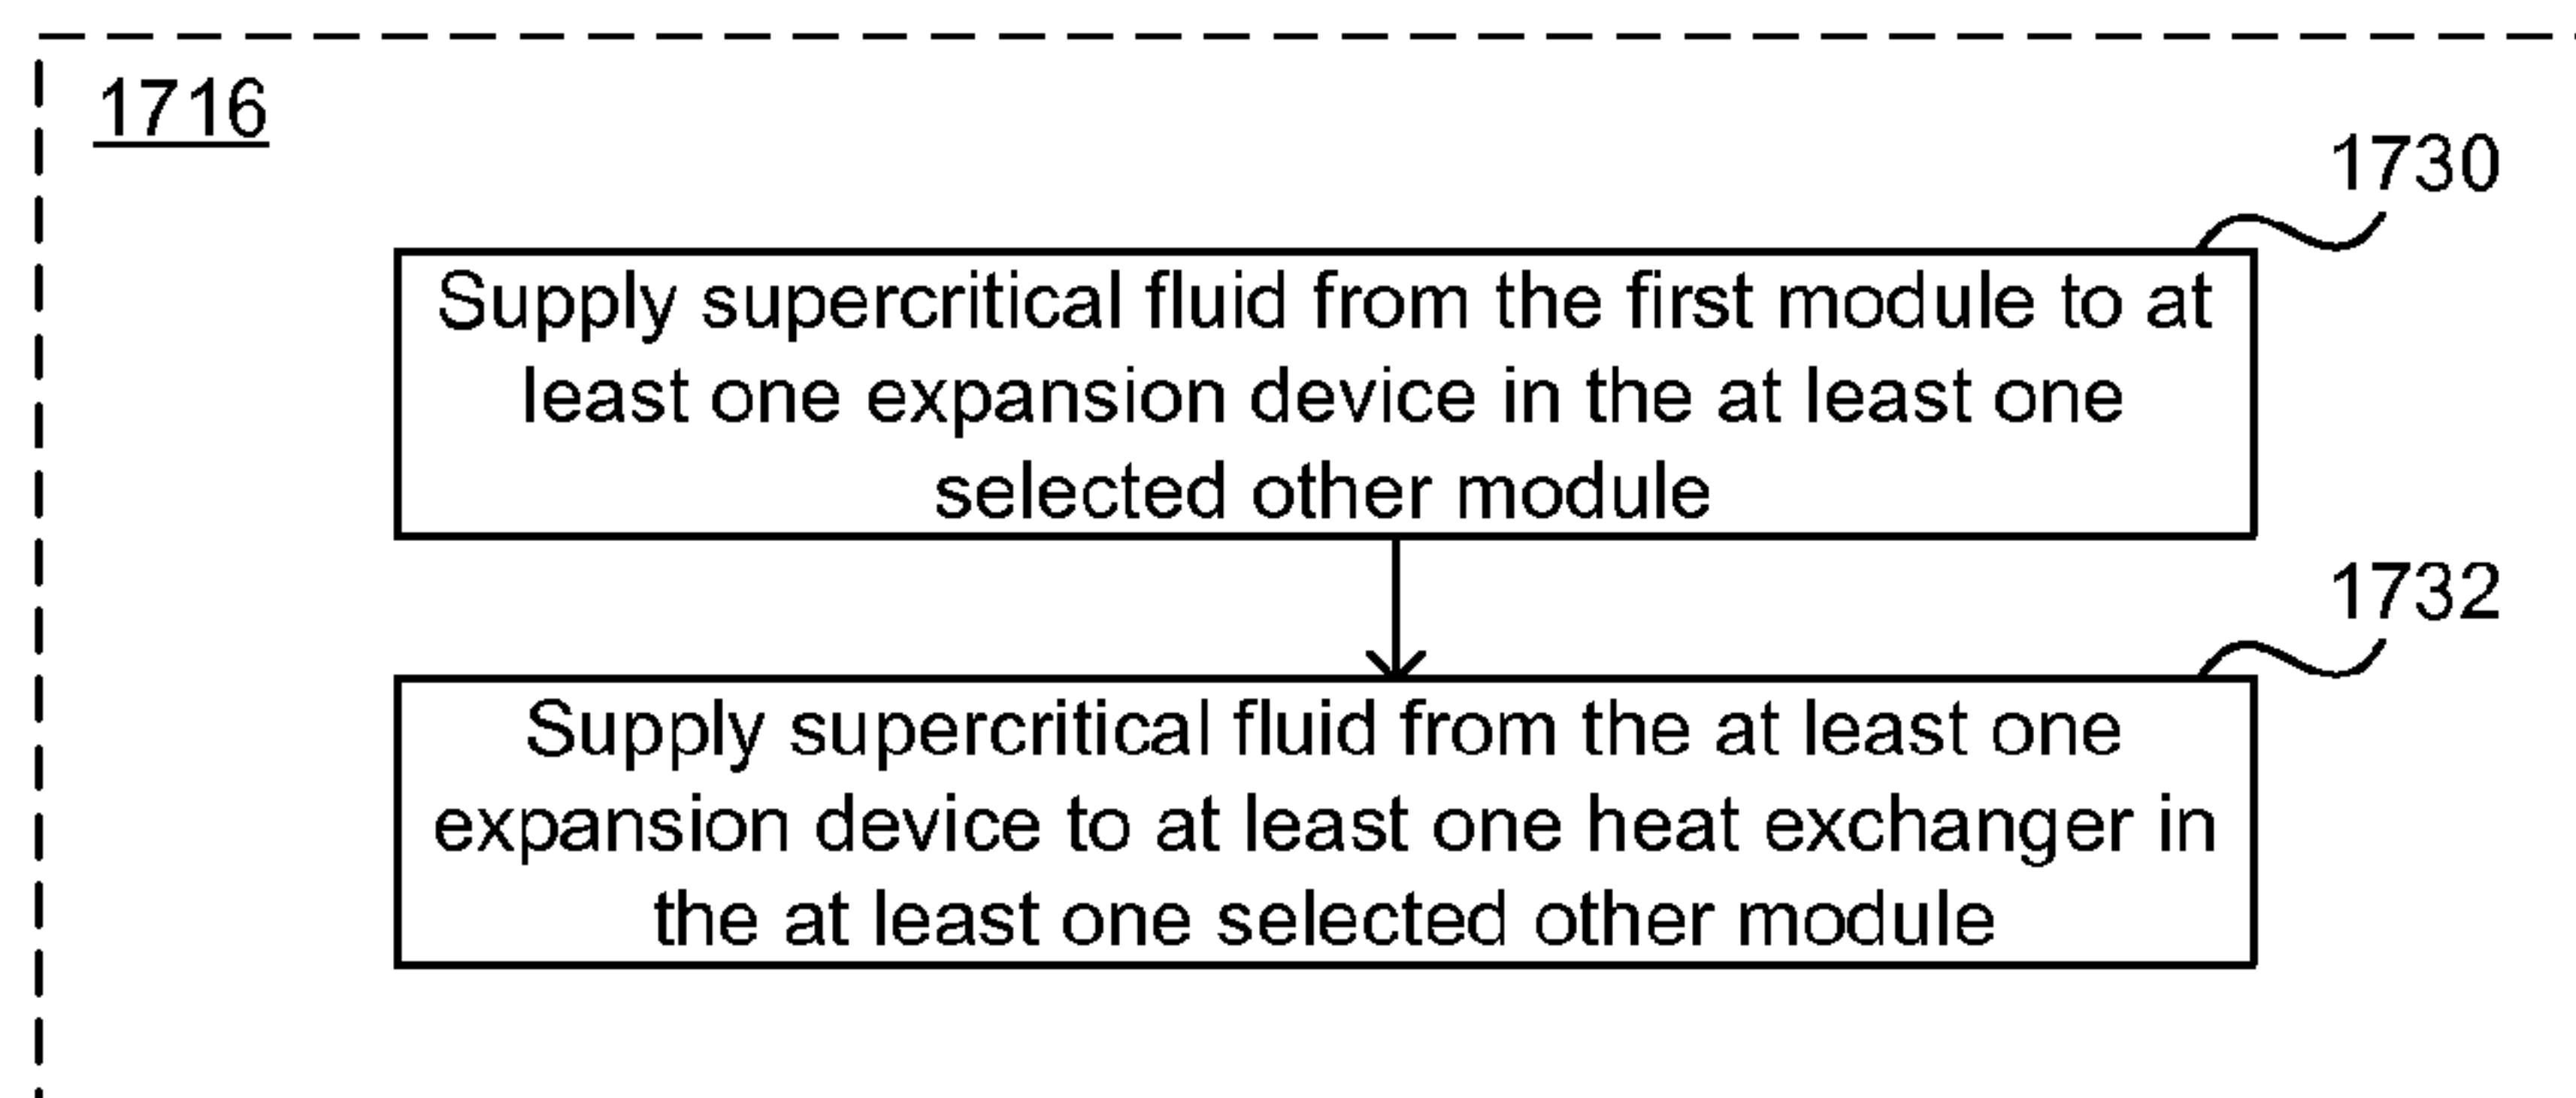 1716
1730
Supply supercritical fluid from the first module to at
least one expansion device in the at least one
selected other module
1732
Supply supercritical fluid from the at least one
expansion device to at least one heat exchanger in
the at least one selected other module